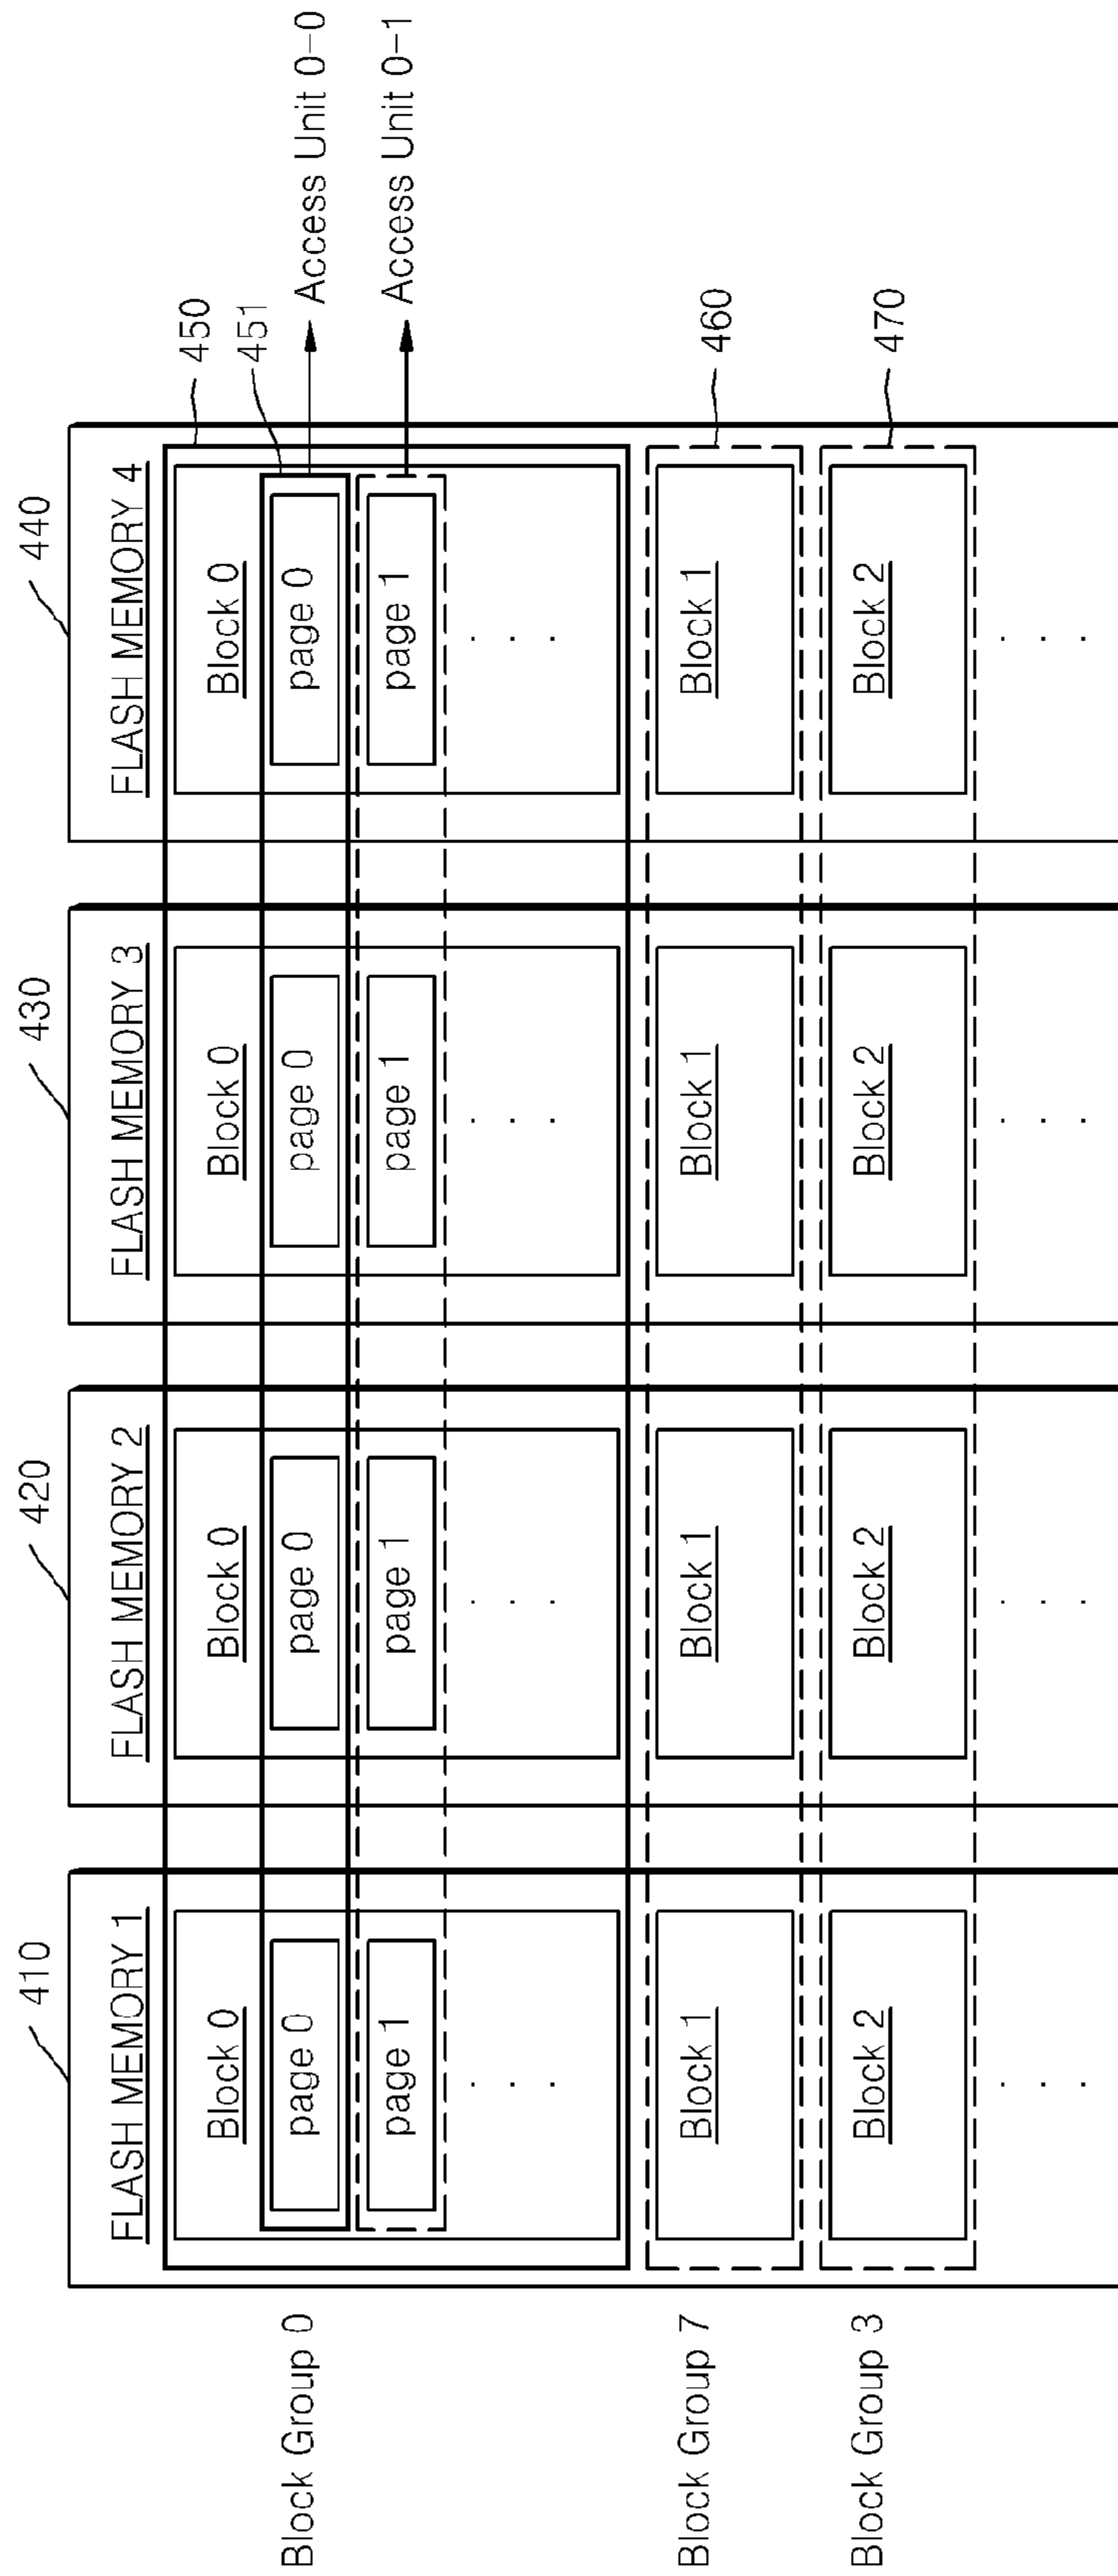 410 420 430 440
FLASH MEMORY 1 FLASH MEMORY 2 FLASH MEMORY 3 FLASH MEMORY 4
450
Block 0 Block 0 Block 0 Block 0
451
Block Group 0 page 0 page 0 page 0 page 0 Access Unit 0-0
page 1 page 1 page 1 page 1 Access Unit 0-1
. . . . . . . . . . . .
Block Group 7 Block 1 Block 1 Block 1 Block 1 460
Block Group 3 Block 2 Block 2 Block 2 Block 2 470
. . . . . . . . . . . .